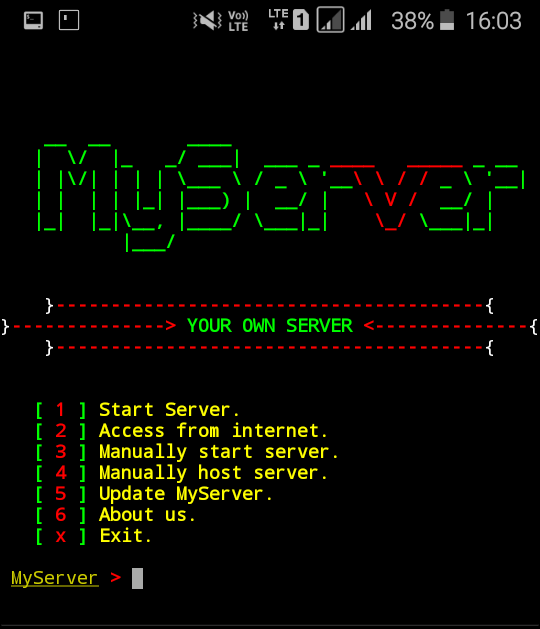 Vo)) LTE LTE 1 38% 16:03
MyServer
}---------------------------------------{
}--------------> YOUR OWN SERVER <--------------{
}---------------------------------------{
[ 1 ] Start Server.
[ 2 ] Access from internet.
[ 3 ] Manually start server.
[ 4 ] Manually host server.
[ 5 ] Update MyServer.
[ 6 ] About us.
[ x ] Exit.
MyServer >